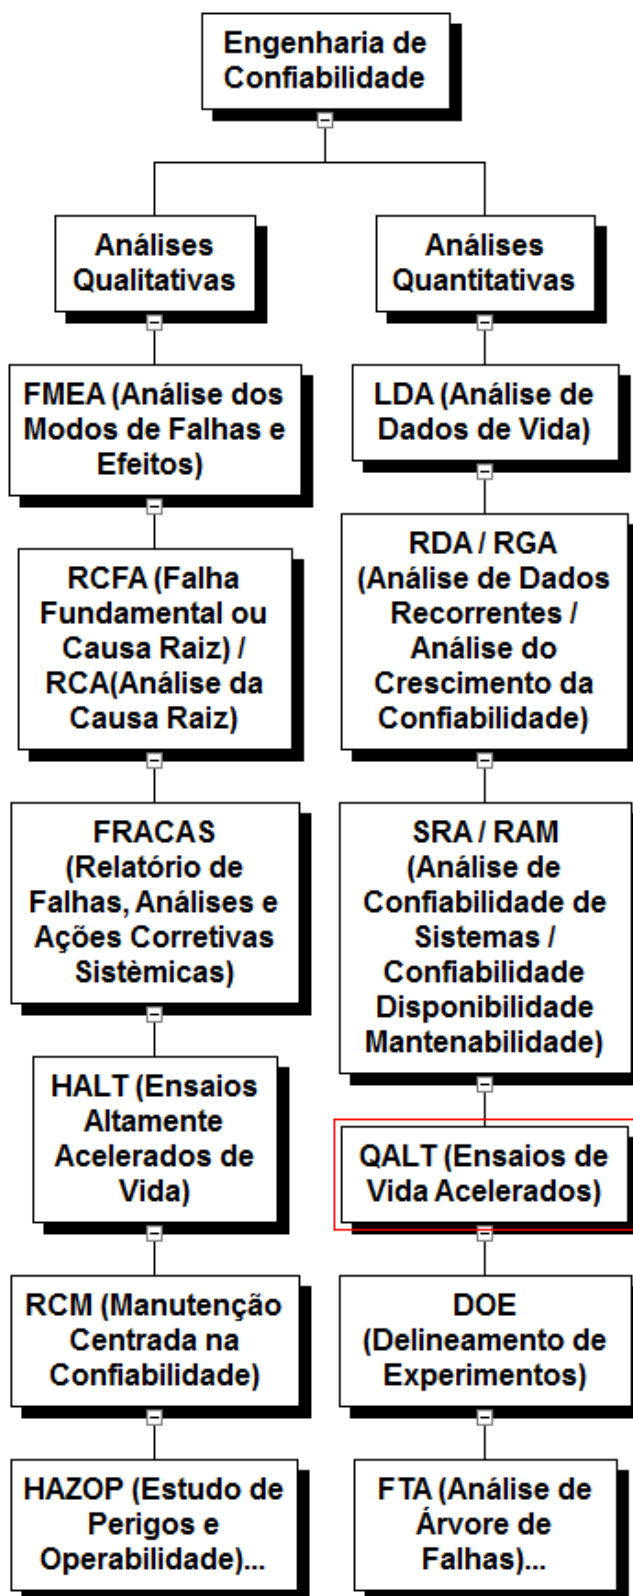 Engenharia de
Confiabilidade
Análises
Qualitativas
FMEA (Análise dos
Modos de Falhas e
Efeitos)
RCFA (Falha
Fundamental ou
Causa Raiz) /
RCA(Análise da
Causa Raiz)
FRACAS
(Relatório de
Falhas, Análises e
Ações Corretivas
Sistèmicas)
HALT (Ensaios
Altamente
Acelerados de
Vida)
RCM (Manutenção
Centrada na
Confiabilidade)
HAZOP (Estudo de
Perigos e
Operabilidade)...
Análises
Quantitativas
LDA (Análise de
Dados de Vida)
RDA / RGA
(Análise de Dados
Recorrentes /
Análise do
Crescimento da
Confiabilidade)
SRA / RAM
(Análise de
Confiabilidade de
Sistemas /
Confiabilidade
Disponibilidade
Mantenabilidade)
QALT (Ensaios de
Vida Acelerados)
DOE
(Delineamento de
Experimentos)
FTA (Análise de
Árvore de
Falhas)...